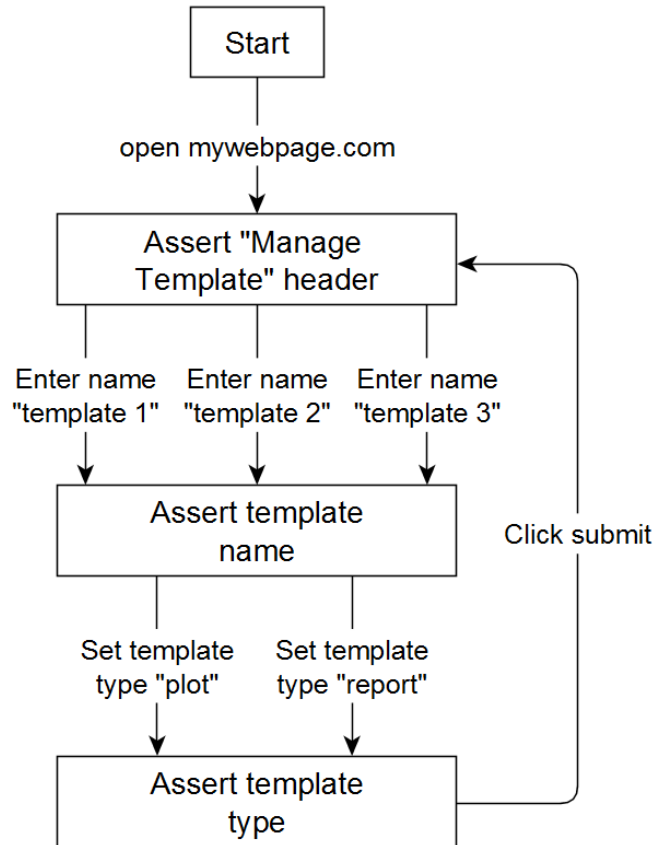 Start
open mywebpage.com
Assert "Manage
Template" header
Enter name
"template 1"
Enter name
"template 2"
Enter name
"template 3"
Assert template
name
Click submit
Set template
type "plot"
Set template
type "report"
Assert template
type